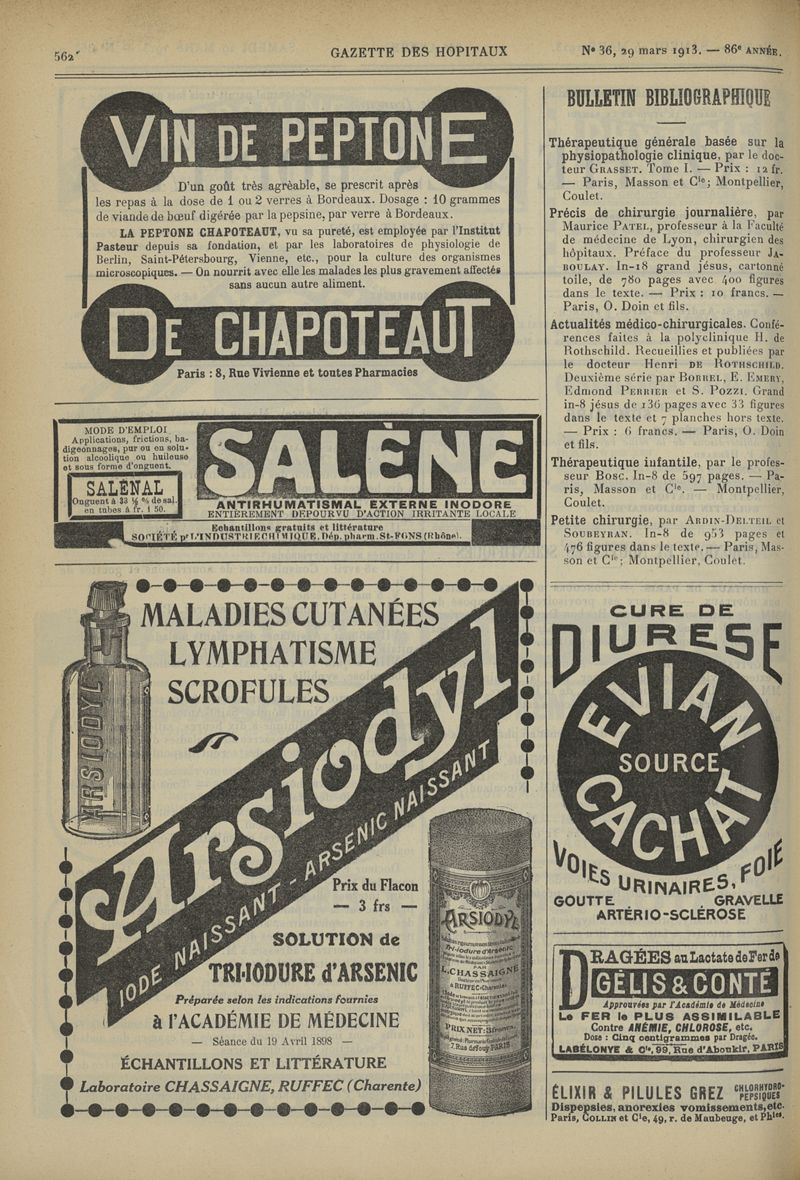 562
GAZETTE DES HOPITAUX
N° 36, 29 mars 1913. — 86e ANNÉE.
VIN DE PEPTONE
D'un goût très agrèable, se prescrit après
les repas à la dose de 1 ou 2 verres à Bordeaux. Dosage : 10 grammes
de viande de bœuf digérée par la pepsine, par verre à Bordeaux.
LA PEPTONE CHAPOTEAUT, vu sa pureté, est employée par l'Institut
Pasteur depuis sa fondation, et par les laboratoires de physiologie de
Berlin, Saint-Pétersbourg, Vienne, etc., pour la culture des organismes
microscopiques. — On nourrit avec elle les malades les plus gravement affectés
sans aucun autre aliment.
DE CHAPOTEAUT
Paris : 8, Rue Vivienne et toutes Pharmacies
MODE D'EMPLOI
Applications, frictions, ba-
digeonnages, pur ou en solu-
tion alcoolique ou huileuse
et sous forme d'onguent.
SALÉNAL
Onguent à 33 ⅓ % de sal.
en tubes à fr. 1 50.
SALÈNE
ANTIRHUMATISMAL EXTERNE INODORE
ENTIÈREMENT DÉPOURVU D'ACTION IRRITANTE LOCALE
Echantillons gratuits et littérature
SOCIÉTÉ pr L'INDUSTRIE CHIMIQUE, Dép. pharm. St-FONS (Rhône).
MALADIES CUTANÉES
LYMPHATISME
SCROFULES
ARSIODYL
Arsiodyl
IODE NAISSANT - ARSENIC NAISSANT
Prix du Flacon
— 3 frs —
SOLUTION de
TRI-IODURE d'ARSENIC
Préparée selon les indications fournies
à l'ACADÉMIE DE MÉDECINE
— Séance du 19 Avril 1898 —
ÉCHANTILLONS ET LITTÉRATURE
Laboratoire CHASSAIGNE, RUFFEC (Charente)
ARSIODYL
Tri-iodure d'Arsenic
PAR
L. CHASSAIGNE
à RUFFEC (Charente)
PRIX NET: 3 francs.
PARIS
BULLETIN BIBLIOGRAPHIQUE
Thérapeutique générale basée sur la
physiopathologie clinique, par le doc-
teur GRASSET. Tome I. — Prix : 12 fr.
— Paris, Masson et Cie; Montpellier,
Coulet.
Précis de chirurgie journalière, par
Maurice PATEL, professeur à la Faculté
de médecine de Lyon, chirurgien des
hôpitaux. Préface du professeur JA-
BOULAY. In-18 grand jésus, cartonné
toile, de 780 pages avec 400 figures
dans le texte. — Prix : 10 francs. —
Paris, O. Doin et fils.
Actualités médico-chirurgicales. Confé-
rences faites à la polyclinique H. de
Rothschild. Recueillies et publiées par
le docteur Henri DE ROTHSCHILD.
Deuxième série par BORREL, E. EMERY,
Edmond PERRIER et S. POZZI. Grand
in-8 jésus de 136 pages avec 33 figures
dans le texte et 7 planches hors texte.
— Prix : 6 francs. — Paris, O. Doin
et fils.
Thérapeutique infantile, par le profes-
seur Bosc. In-8 de 597 pages. — Pa-
ris, Masson et Cie. — Montpellier,
Coulet.
Petite chirurgie, par ARDIN-DELTEIL et
SOUBEYRAN. In-8 de 953 pages et
476 figures dans le texte. — Paris, Mas-
son et Cie; Montpellier, Coulet.
CURE DE
DIURESE
EVIAN
SOURCE
CACHAT
VOIES URINAIRES, FOIE
GOUTTE GRAVELLE
ARTÉRIO-SCLÉROSE
DRAGÉES au Lactate de Fer de
GÉLIS & CONTÉ
Approuvées par l'Académie de Médecine
Le FER le PLUS ASSIMILABLE
Contre ANÉMIE, CHLOROSE, etc.
Dose : Cinq centigrammes par Dragée.
LABÉLONYE & Cie, 99, Rue d'Aboukir, PARIS
ÉLIXIR & PILULES GREZ CHLORHYDRO-
PEPSIQUES
Dispepsies, anorexies vomissements, etc.
Paris, COLLIN et Cie, 49, r. de Maubeuge, et Phies.